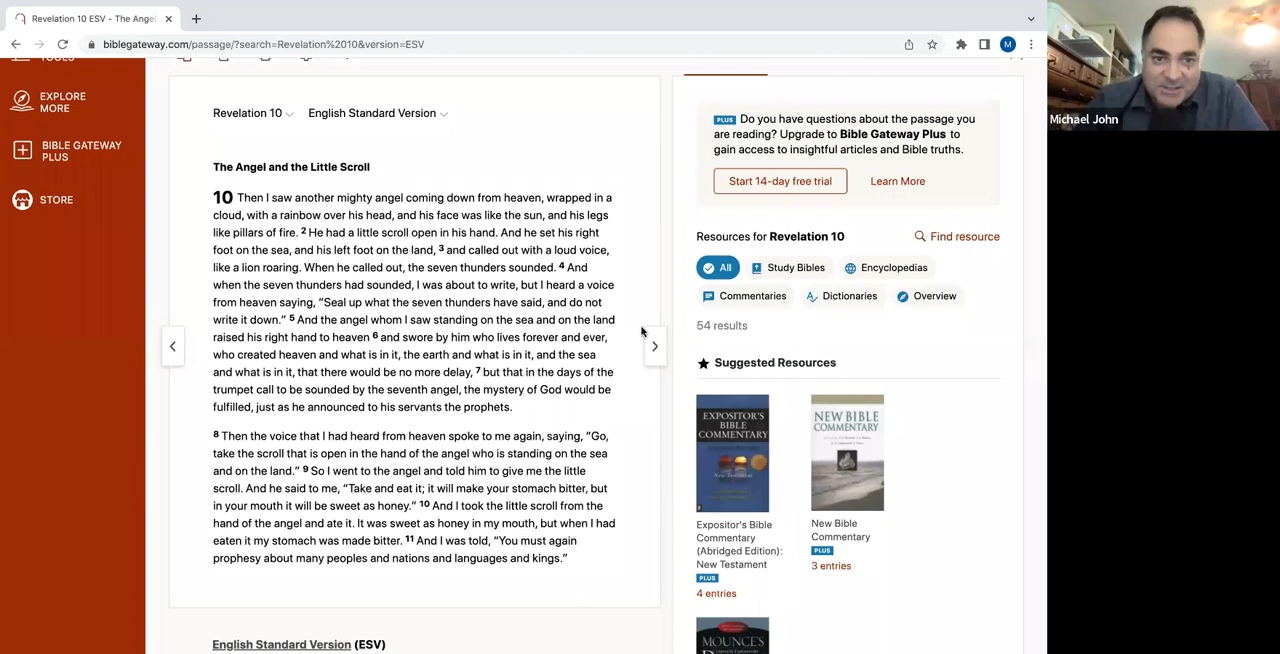 Revelation 10 ESV - The Angel
biblegateway.com/passage/?search=Revelation%2010&version=ESV
M
EXPLORE
MORE
BIBLE GATEWAY
PLUS
STORE
Revelation 10
English Standard Version
The Angel and the Little Scroll
10 Then I saw another mighty angel coming down from heaven, wrapped in a
cloud, with a rainbow over his head, and his face was like the sun, and his legs
like pillars of fire. 2 He had a little scroll open in his hand. And he set his right
foot on the sea, and his left foot on the land, 3 and called out with a loud voice,
like a lion roaring. When he called out, the seven thunders sounded. 4 And
when the seven thunders had sounded, I was about to write, but I heard a voice
from heaven saying, “Seal up what the seven thunders have said, and do not
write it down.” 5 And the angel whom I saw standing on the sea and on the land
raised his right hand to heaven 6 and swore by him who lives forever and ever,
who created heaven and what is in it, the earth and what is in it, and the sea
and what is in it, that there would be no more delay, 7 but that in the days of the
trumpet call to be sounded by the seventh angel, the mystery of God would be
fulfilled, just as he announced to his servants the prophets.
8 Then the voice that I had heard from heaven spoke to me again, saying, “Go,
take the scroll that is open in the hand of the angel who is standing on the sea
and on the land.” 9 So I went to the angel and told him to give me the little
scroll. And he said to me, “Take and eat it; it will make your stomach bitter, but
in your mouth it will be sweet as honey.” 10 And I took the little scroll from the
hand of the angel and ate it. It was sweet as honey in my mouth, but when I had
eaten it my stomach was made bitter. 11 And I was told, “You must again
prophesy about many peoples and nations and languages and kings.”
English Standard Version (ESV)
PLUS Do you have questions about the passage you
are reading? Upgrade to Bible Gateway Plus to
gain access to insightful articles and Bible truths.
Start 14-day free trial
Learn More
Resources for Revelation 10
Find resource
All
Study Bibles
Encyclopedias
Commentaries
Dictionaries
Overview
54 results
Suggested Resources
EXPOSITOR'S
BIBLE
COMMENTARY
New Testament
NEW BIBLE
COMMENTARY
Expositor's Bible
Commentary
(Abridged Edition):
New Testament
PLUS
4 entries
New Bible
Commentary
PLUS
3 entries
MOUNCE'S
Michael John